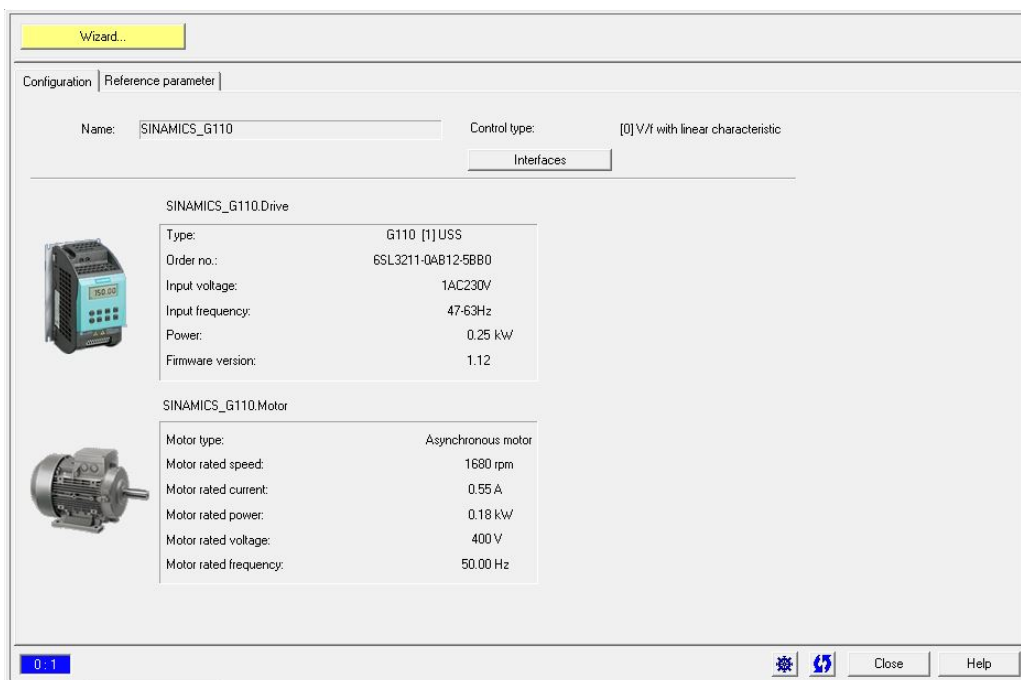 Wizard...
Configuration Reference parameter
Name: SINAMICS_G110 Control type: [0] V/f with linear characteristic
Interfaces
SINAMICS_G110.Drive
Type: G110 [1] USS
Order no.: 6SL3211-0AB12-5BB0
Input voltage: 1AC230V
Input frequency: 47-63Hz
Power: 0.25 kW
Firmware version: 1.12
150.00
SINAMICS_G110.Motor
Motor type: Asynchronous motor
Motor rated speed: 1680 rpm
Motor rated current: 0.55 A
Motor rated power: 0.18 kW
Motor rated voltage: 400 V
Motor rated frequency: 50.00 Hz
0 : 1 Close Help